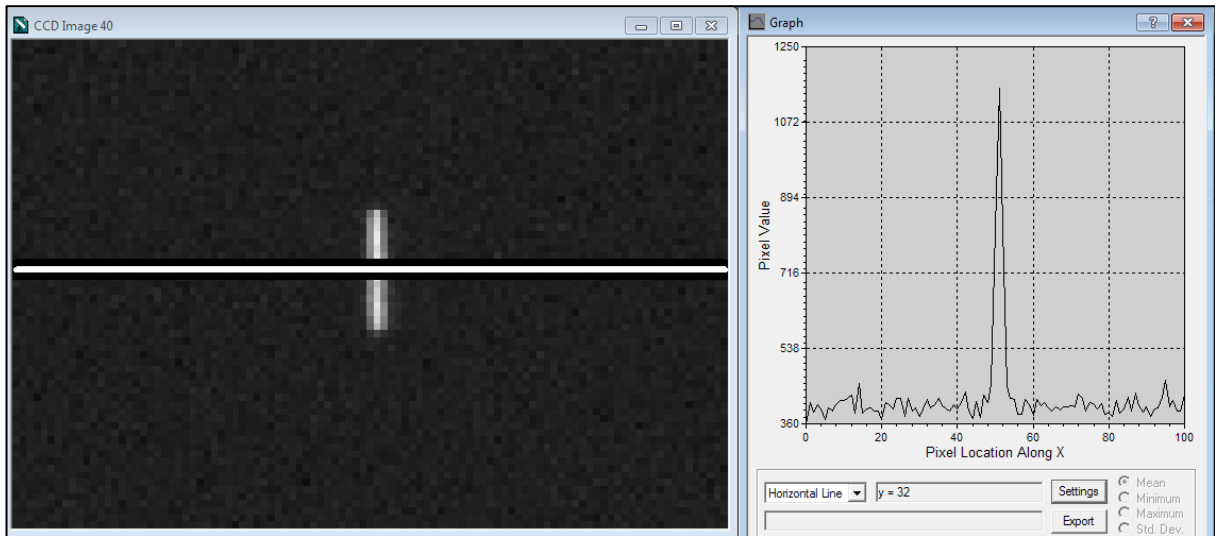 CCD Image 40
Graph
1250
1072
894
716
538
360
Pixel Value
0 20 40 60 80 100
Pixel Location Along X
Horizontal Line y = 32 Settings
Export
Mean
Minimum
Maximum
Std. Dev.